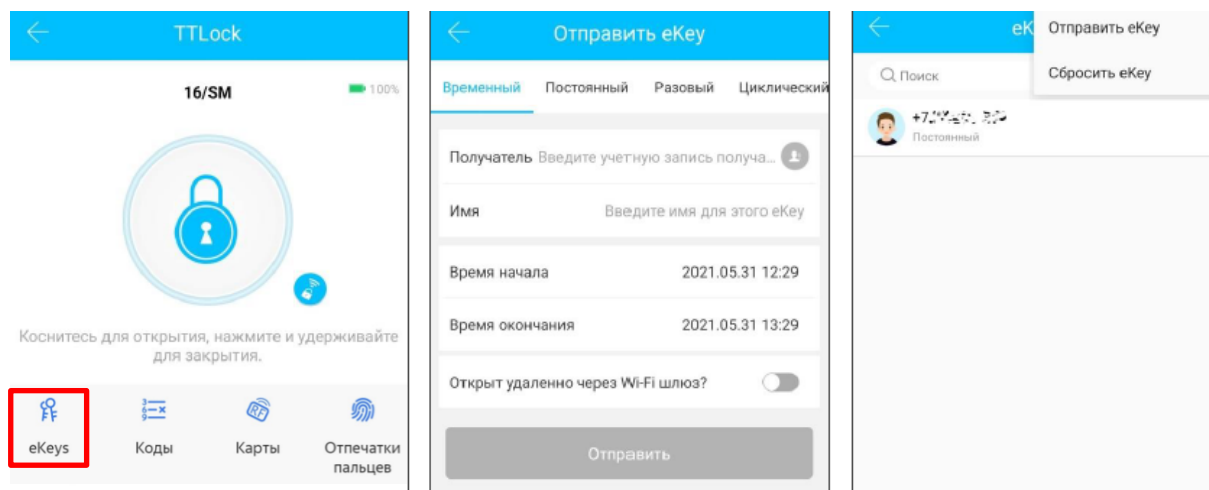 TTLock
16/SM
100%
Коснитесь для открытия, нажмите и удерживайте
для закрытия.
eKeys
Коды
Карты
Отпечатки
пальцев
Отправить eKey
Временный Постоянный Разовый Циклический
Получатель Введите учетную запись получа...
Имя Введите имя для этого eKey
Время начала 2021.05.31 12:29
Время окончания 2021.05.31 13:29
Открыт удаленно через Wi-Fi шлюз?
Отправить
eK
Отправить eKey
Сбросить eKey
Поиск
+7
Постоянный